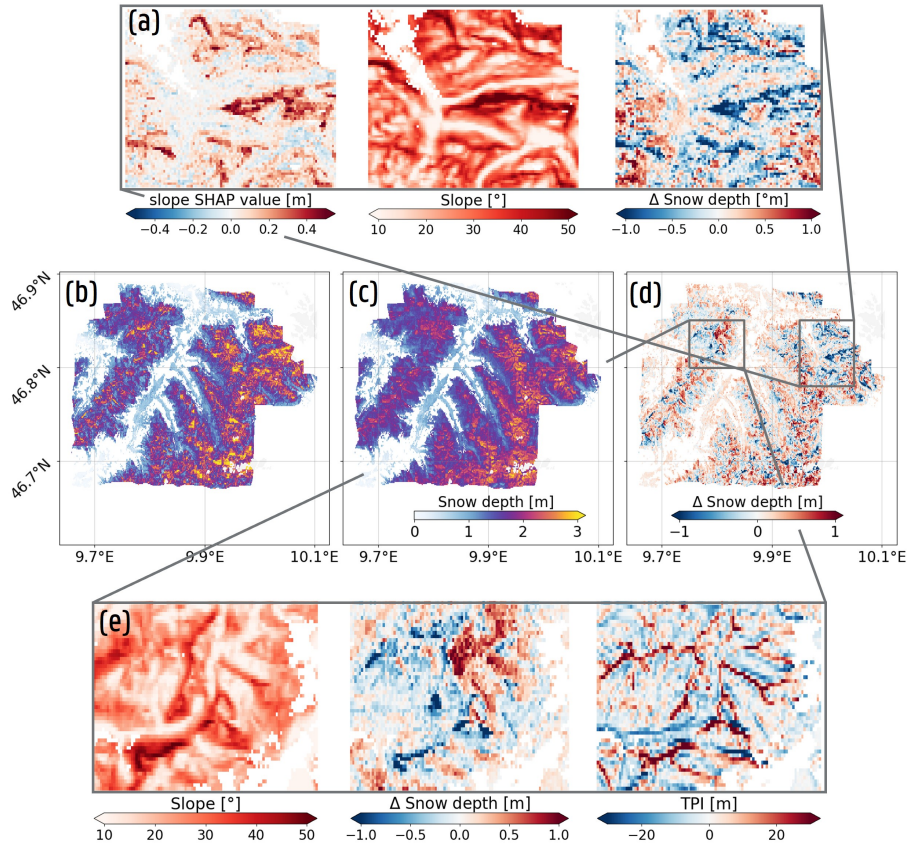 (a)
slope SHAP value [m] Slope [°] Δ Snow depth [°m]
−0.4 −0.2 0.0 0.2 10 20 30 40 50 −1.0 −0.5 0.0 0.5 1.0
46.9°N
(b) (c) (d)
46.8°N
46.7°N
Snow depth [m] Δ Snow depth [m]
0 1 2 3 −1 0 1
9.7°E 9.9°E 10.1°E 9.7°E 9.9°E 10.1°E 9.7°E 9.9°E 10.1°E
(e)
Slope [°] Δ Snow depth [m] TPI [m]
10 20 30 40 50 −1.0 −0.5 0.0 0.5 1.0 −20 0 20